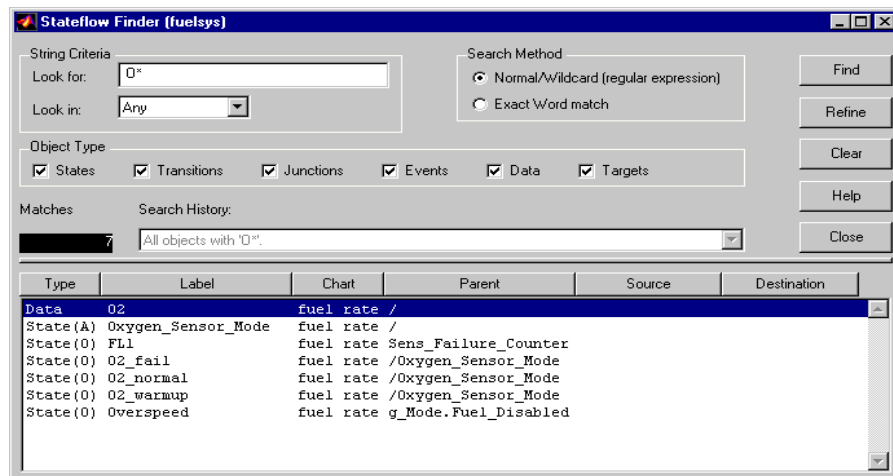 Stateflow Finder (fuelsys)
String Criteria
Look for: O*
Look in: Any
Search Method
Normal/Wildcard (regular expression)
Exact Word match
Find
Refine
Clear
Help
Close
Object Type
States Transitions Junctions Events Data Targets
Matches Search History:
7 All objects with 'O*'.
Type Label Chart Parent Source Destination
Data O2 fuel rate /
State(A) Oxygen_Sensor_Mode fuel rate /
State(O) FL1 fuel rate Sens_Failure_Counter
State(O) O2_fail fuel rate /Oxygen_Sensor_Mode
State(O) O2_normal fuel rate /Oxygen_Sensor_Mode
State(O) O2_warmup fuel rate /Oxygen_Sensor_Mode
State(O) Overspeed fuel rate g_Mode.Fuel_Disabled